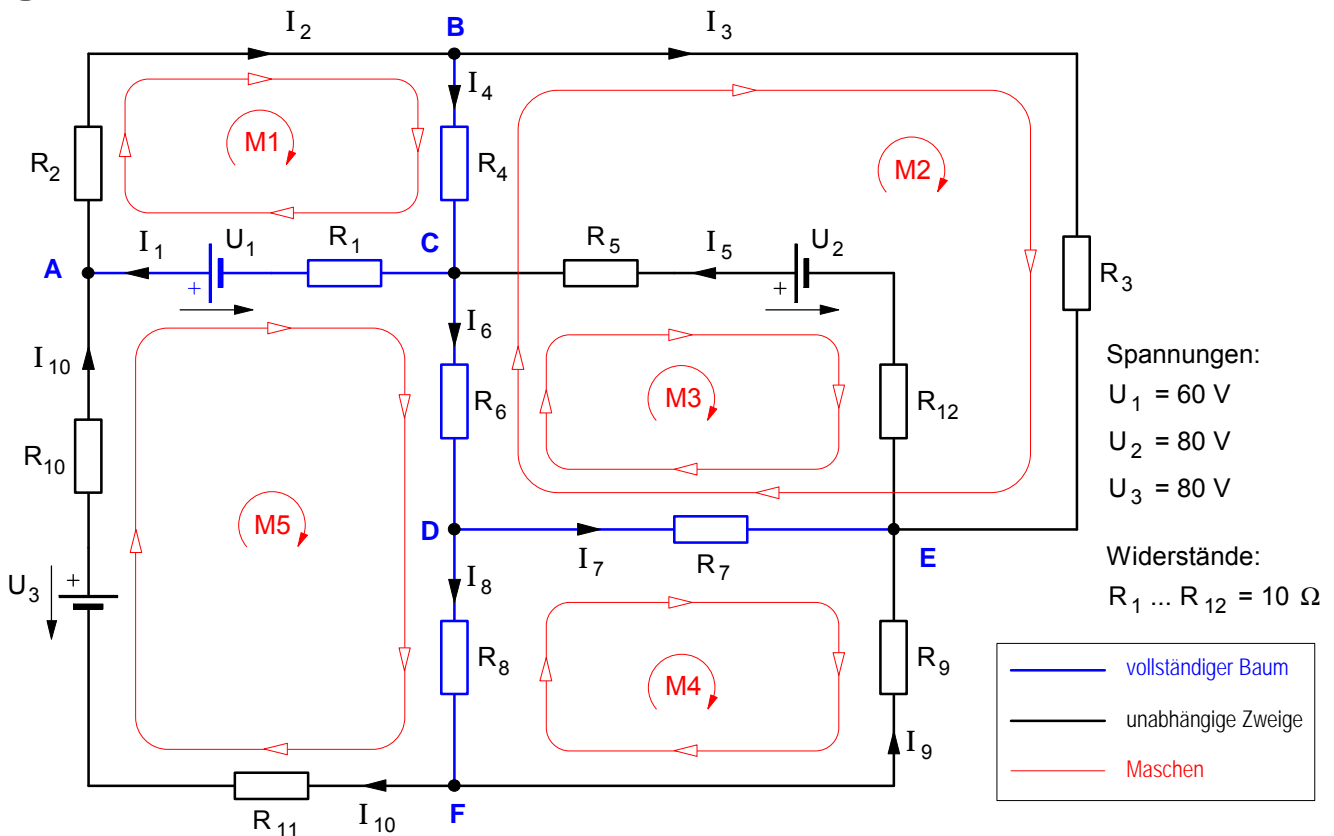 I2 B I3
I4
R2 M1 R4 M2
A I1 U1 R1 C R5 I5 U2 R3
+ +
I6
I10 Spannungen:
R10 R6 M3 R12 U1 = 60 V
U2 = 80 V
U3 = 80 V
M5 D I7 R7 E
Widerstände:
U3 + I8 R1 ... R12 = 10 Ω
R8 M4 R9
vollständiger Baum
unabhängige Zweige
I9
Maschen
R11 I10 F